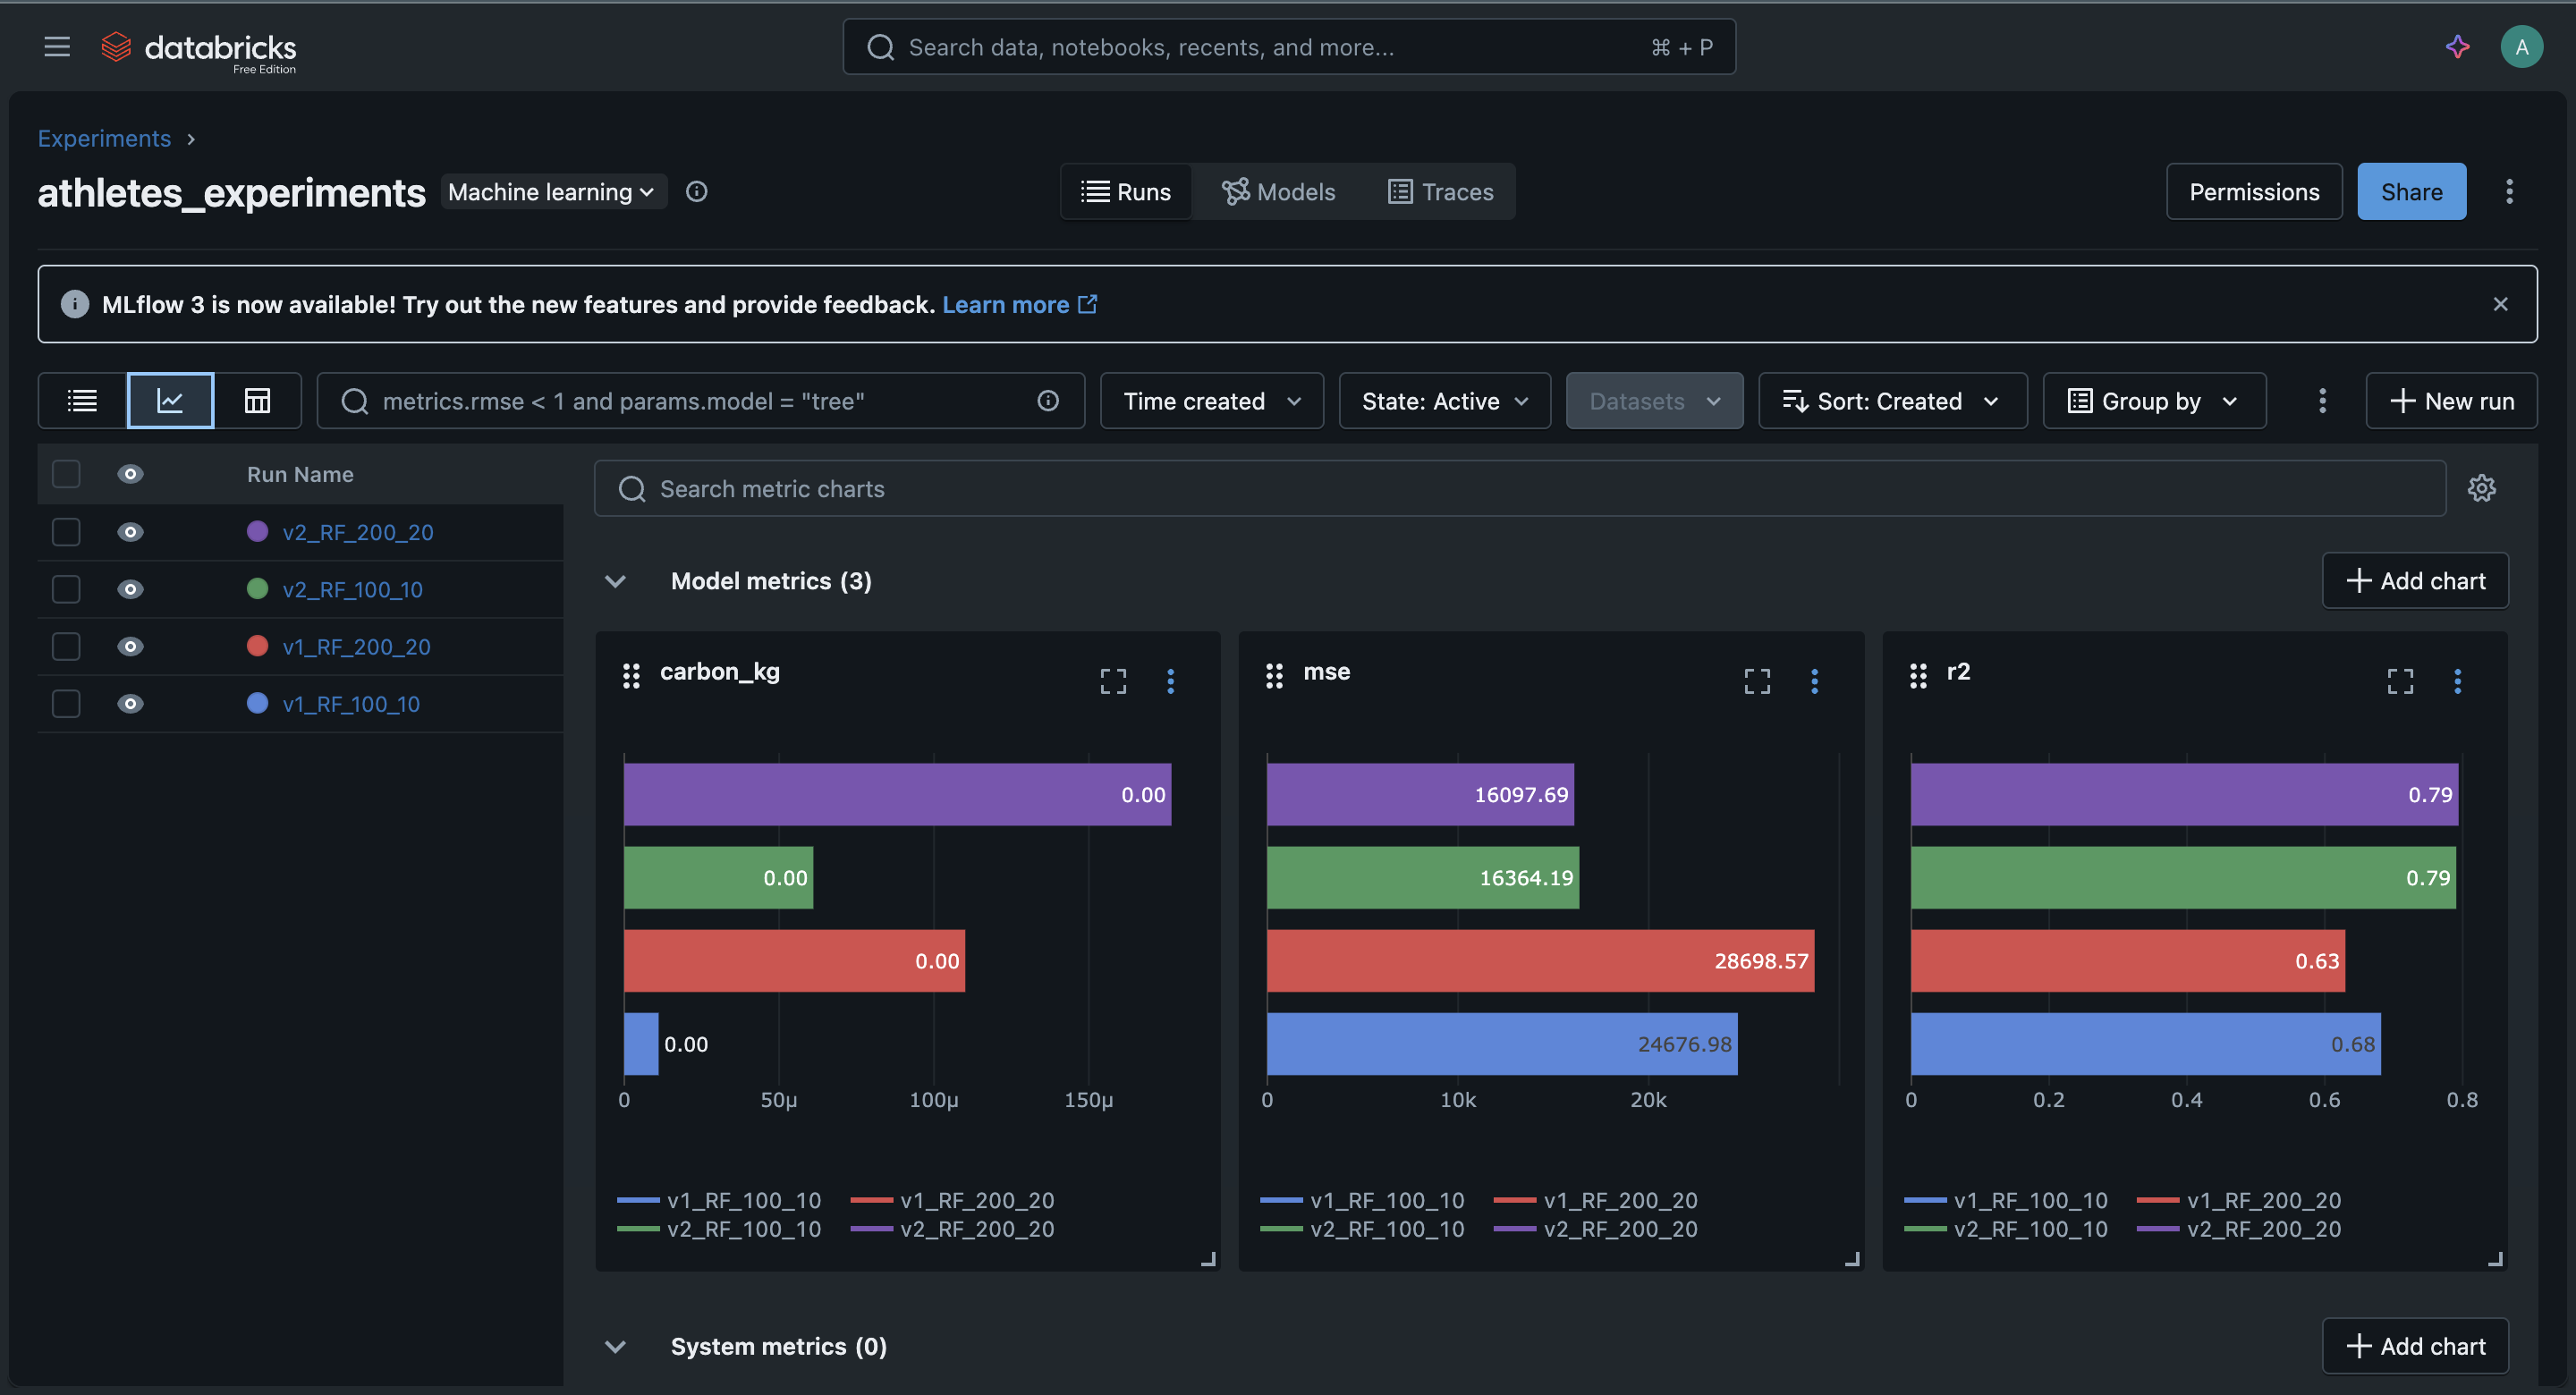 databricks
Free Edition
Search data, notebooks, recents, and more...
⌘ + P
A
Experiments ›
athletes_experiments
Machine learning
Runs
Models
Traces
Permissions
Share
MLflow 3 is now available! Try out the new features and provide feedback. Learn more
metrics.rmse < 1 and params.model = "tree"
Time created
State: Active
Datasets
Sort: Created
Group by
New run
Run Name
v2_RF_200_20
v2_RF_100_10
v1_RF_200_20
v1_RF_100_10
Search metric charts
Model metrics (3)
Add chart
carbon_kg
0.00
0.00
0.00
0.00
0 50μ 100μ 150μ
v1_RF_100_10 v1_RF_200_20
v2_RF_100_10 v2_RF_200_20
mse
16097.69
16364.19
28698.57
24676.98
0 10k 20k
v1_RF_100_10 v1_RF_200_20
v2_RF_100_10 v2_RF_200_20
r2
0.79
0.79
0.63
0.68
0 0.2 0.4 0.6 0.8
v1_RF_100_10 v1_RF_200_20
v2_RF_100_10 v2_RF_200_20
System metrics (0)
Add chart